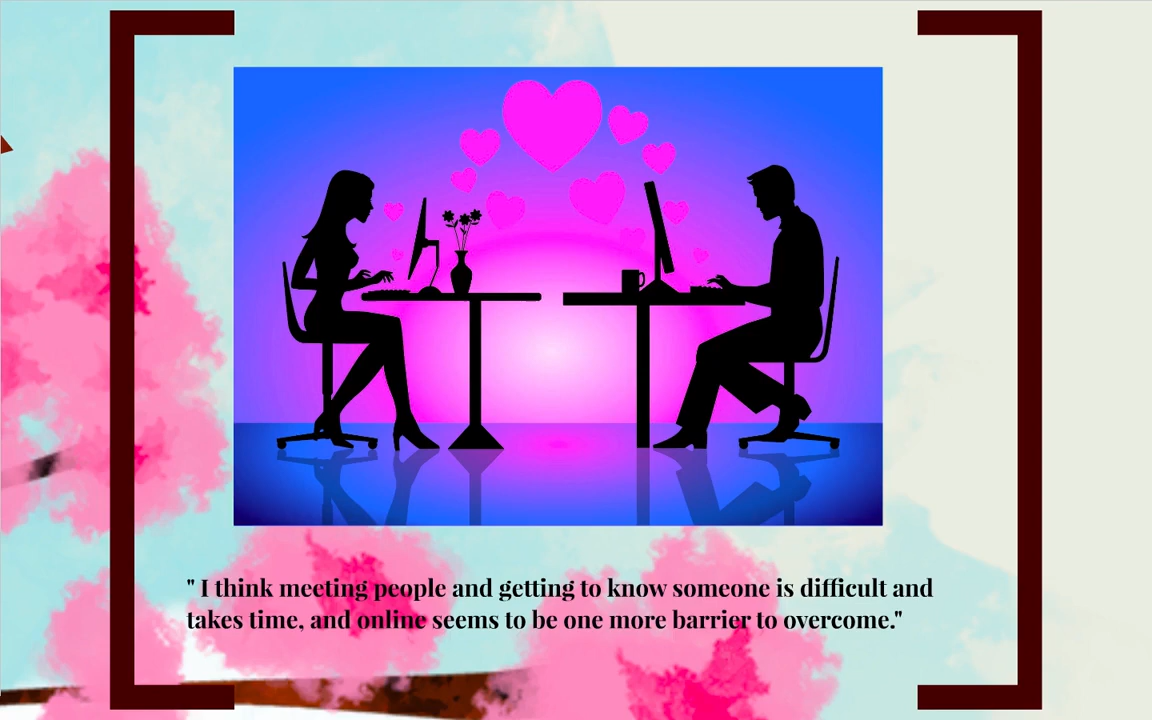 " I think meeting people and getting to know someone is difficult and
takes time, and online seems to be one more barrier to overcome."